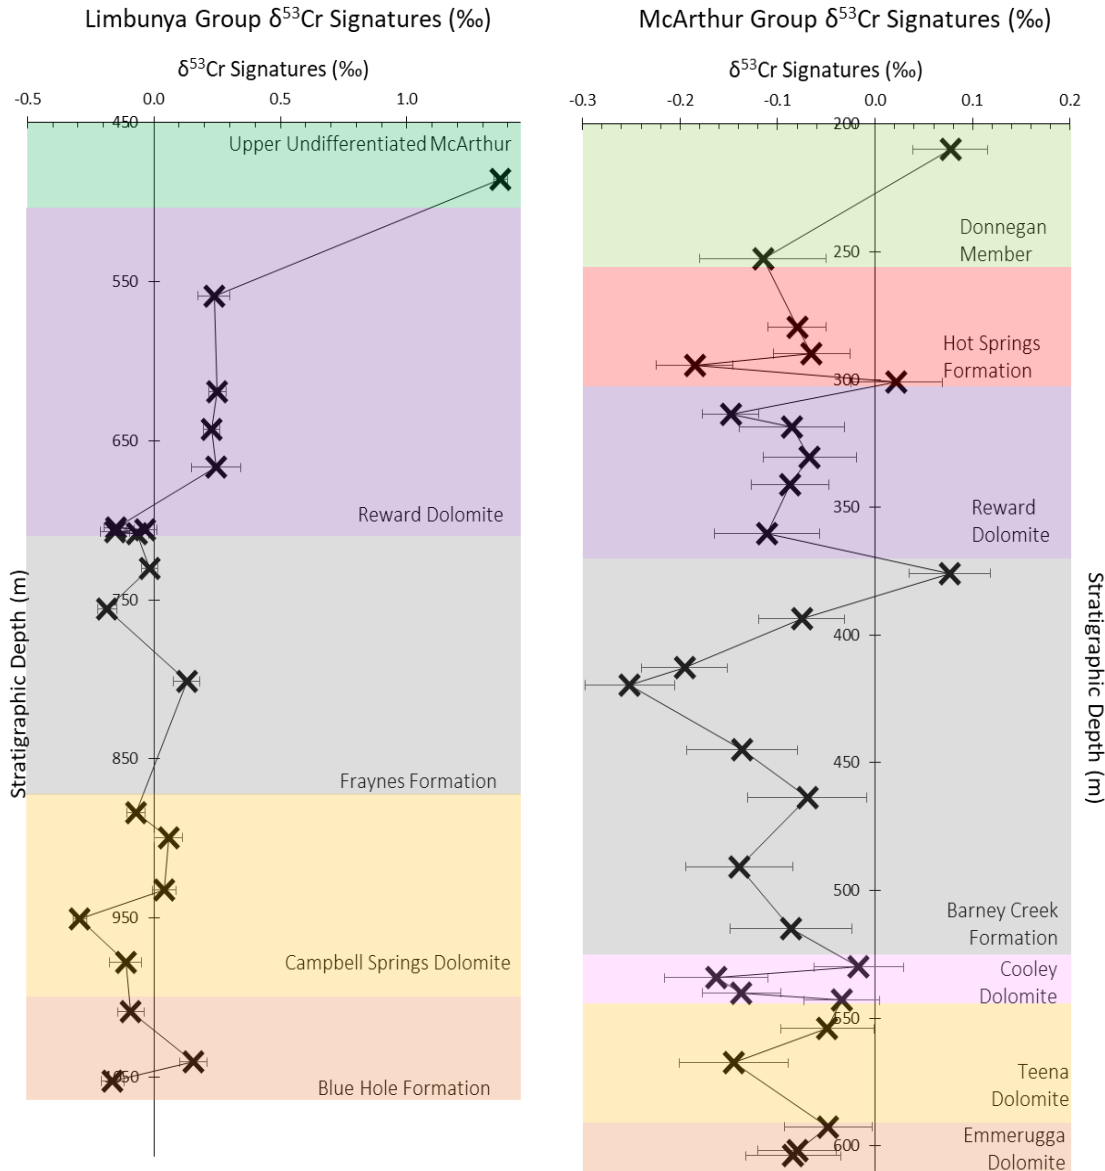 Limbunya Group δ⁵³Cr Signatures (‰)
δ⁵³Cr Signatures (‰)
-0.5 0.0 0.5 1.0
450
Upper Undifferentiated McArthur
550
650
Reward Dolomite
750
Stratigraphic Depth (m)
850
Fraynes Formation
950
Campbell Springs Dolomite
1050
Blue Hole Formation
McArthur Group δ⁵³Cr Signatures (‰)
δ⁵³Cr Signatures (‰)
-0.3 -0.2 -0.1 0.0 0.1 0.2
200
Donnegan
Member
250
Hot Springs
Formation
300
350
Reward
Dolomite
400
Stratigraphic Depth (m)
450
500
Barney Creek
Formation
Cooley
Dolomite
550
Teena
Dolomite
Emmerugga
Dolomite
600